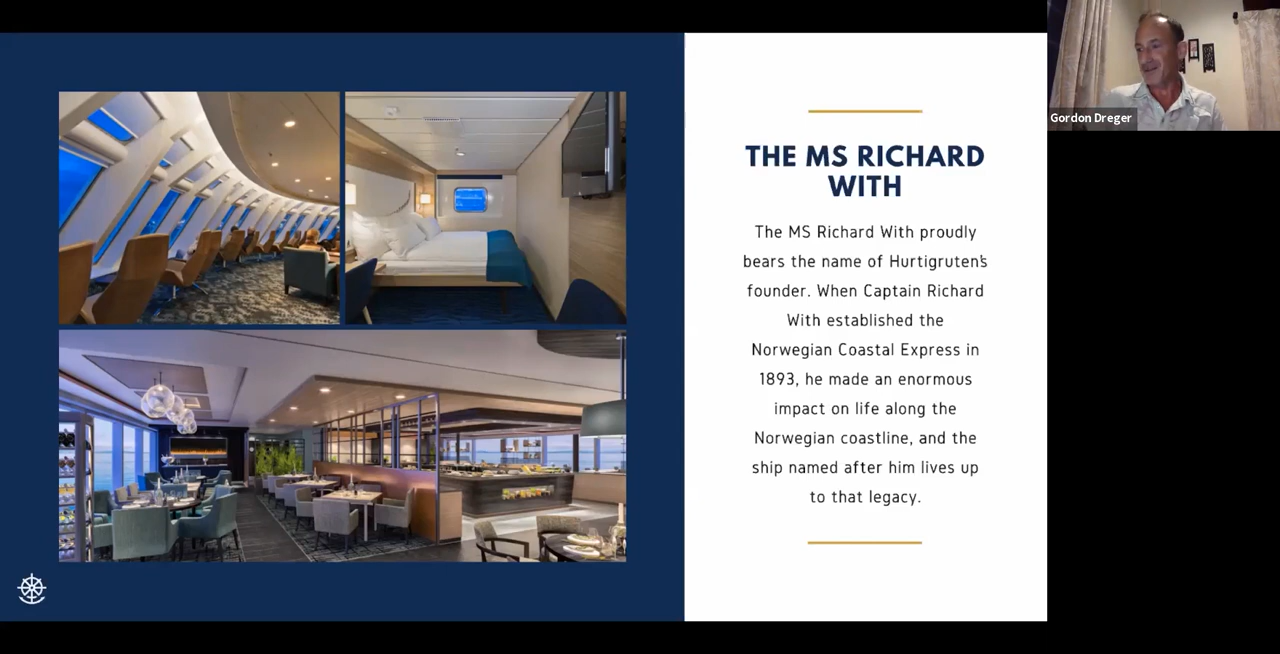 THE MS RICHARD
WITH
The MS Richard With proudly
bears the name of Hurtigruten's
founder. When Captain Richard
With established the
Norwegian Coastal Express in
1893, he made an enormous
impact on life along the
Norwegian coastline, and the
ship named after him lives up
to that legacy.
Gordon Dreger